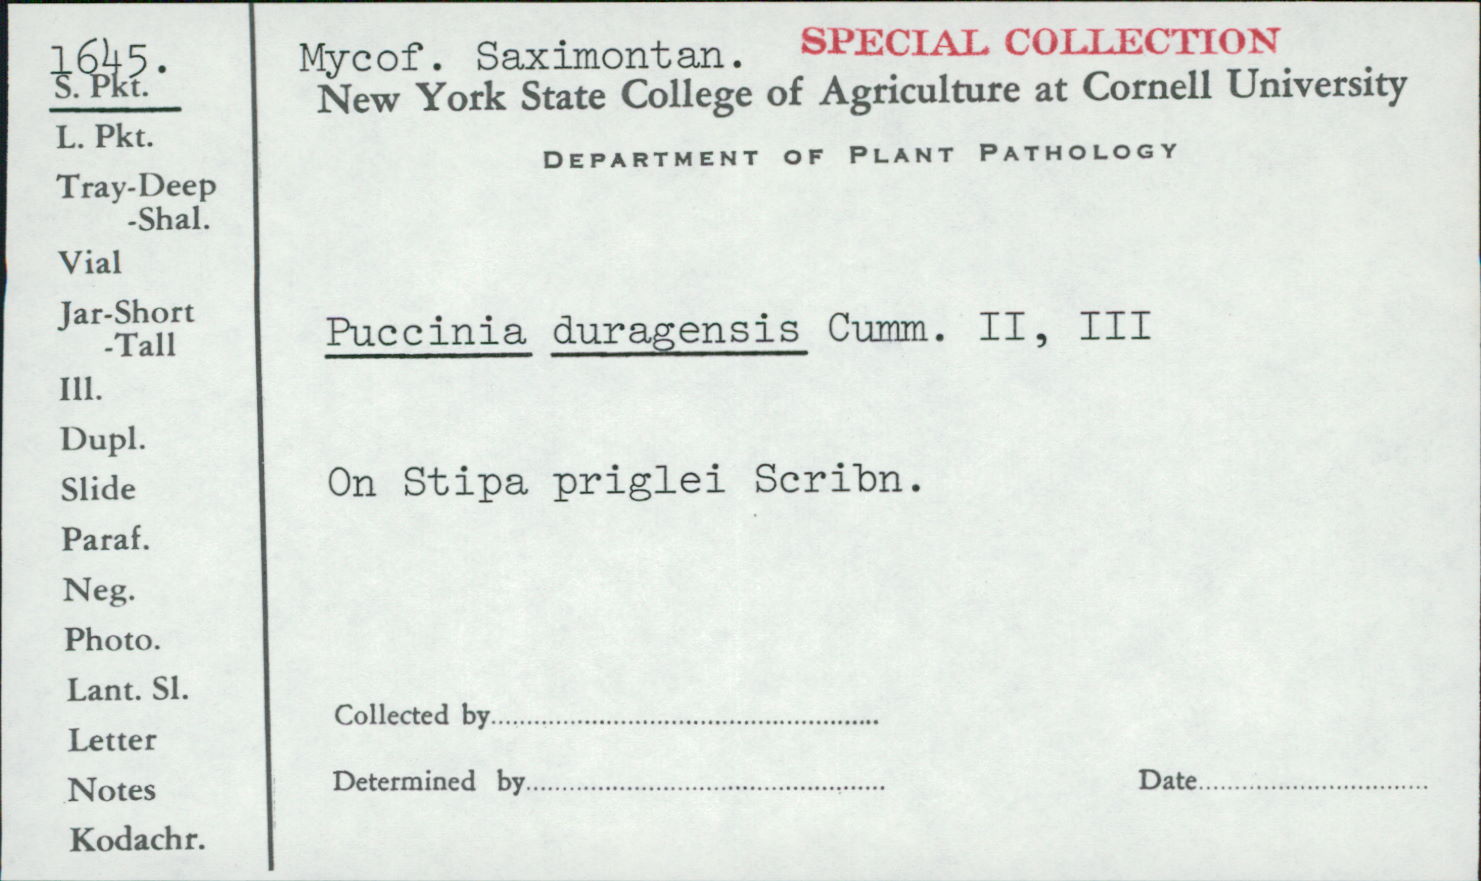 1645.
S. Pkt.
L. Pkt.
Tray-Deep
-Shal.
Vial
Jar-Short
-Tall
Ill.
Dupl.
Slide
Paraf.
Neg.
Photo.
Lant. Sl.
Letter
Notes
Kodachr.
Mycof. Saximontan. SPECIAL COLLECTION
New York State College of Agriculture at Cornell University
DEPARTMENT OF PLANT PATHOLOGY
Puccinia duragensis Cumm. II, III
On Stipa priglei Scribn.
Collected by
Determined by
Date